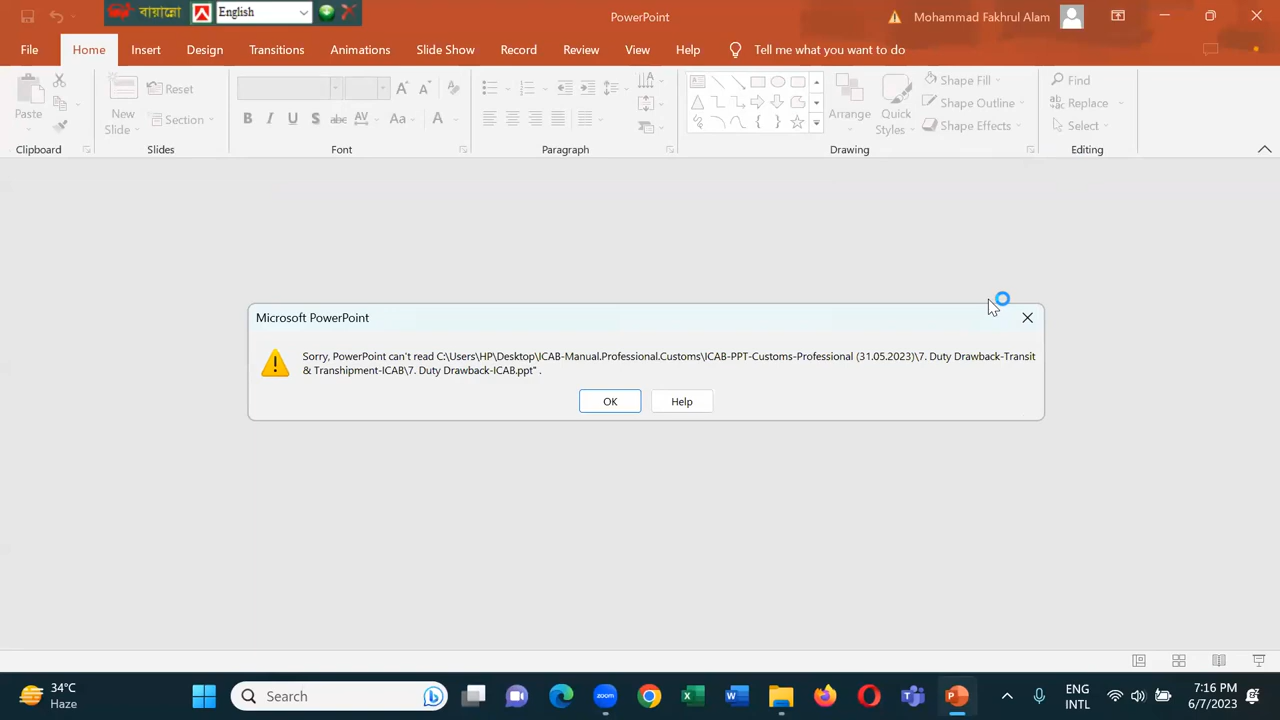 বায়ান্নো English
PowerPoint
Mohammad Fakhrul Alam
File Home Insert Design Transitions Animations Slide Show Record Review View Help Tell me what you want to do
Paste
New
Slide
Reset
Section
B I U S abc AV Aa A
Arrange
Quick
Styles
Shape Fill
Shape Outline
Shape Effects
Find
Replace
Select
Clipboard Slides Font Paragraph Drawing Editing
Microsoft PowerPoint
Sorry, PowerPoint can't read C:\Users\HP\Desktop\ICAB-Manual.Professional.Customs\ICAB-PPT-Customs-Professional (31.05.2023)\7. Duty Drawback-Transit
& Transhipment-ICAB\7. Duty Drawback-ICAB.ppt" .
OK Help
34°C
Haze
Search
ENG
INTL
7:16 PM
6/7/2023